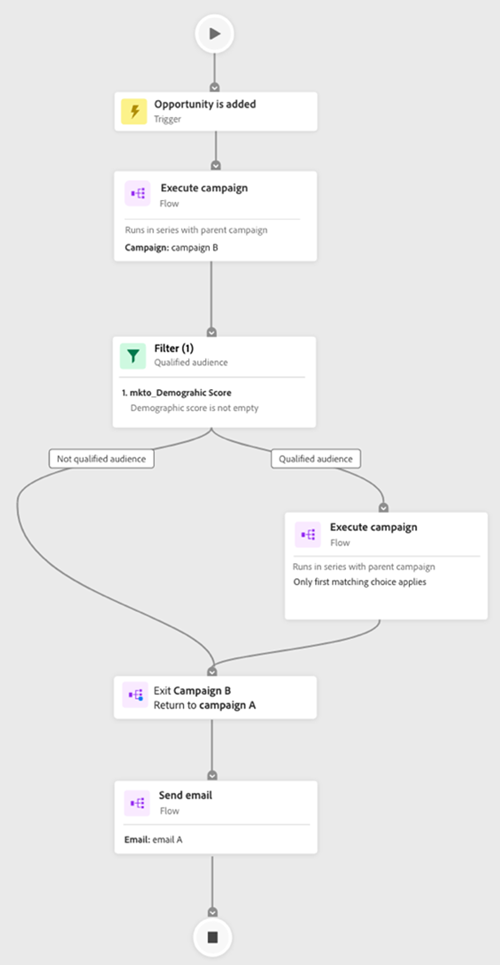 Opportunity is added
Trigger
Execute campaign
Flow
Runs in series with parent campaign
Campaign: campaign B
Filter (1)
Qualified audience
1. mkto_Demograhic Score
Demographic score is not empty
Not qualified audience
Qualified audience
Execute campaign
Flow
Runs in series with parent campaign
Only first matching choice applies
Exit Campaign B
Return to campaign A
Send email
Flow
Email: email A